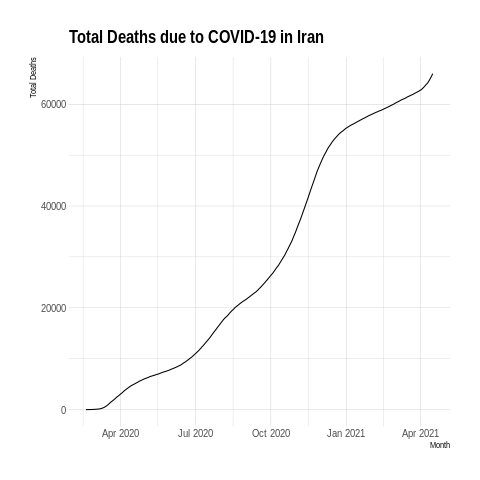 Total Deaths due to COVID-19 in Iran
Total Deaths
60000
40000
20000
0
Apr 2020
Jul 2020
Oct 2020
Jan 2021
Apr 2021
Month